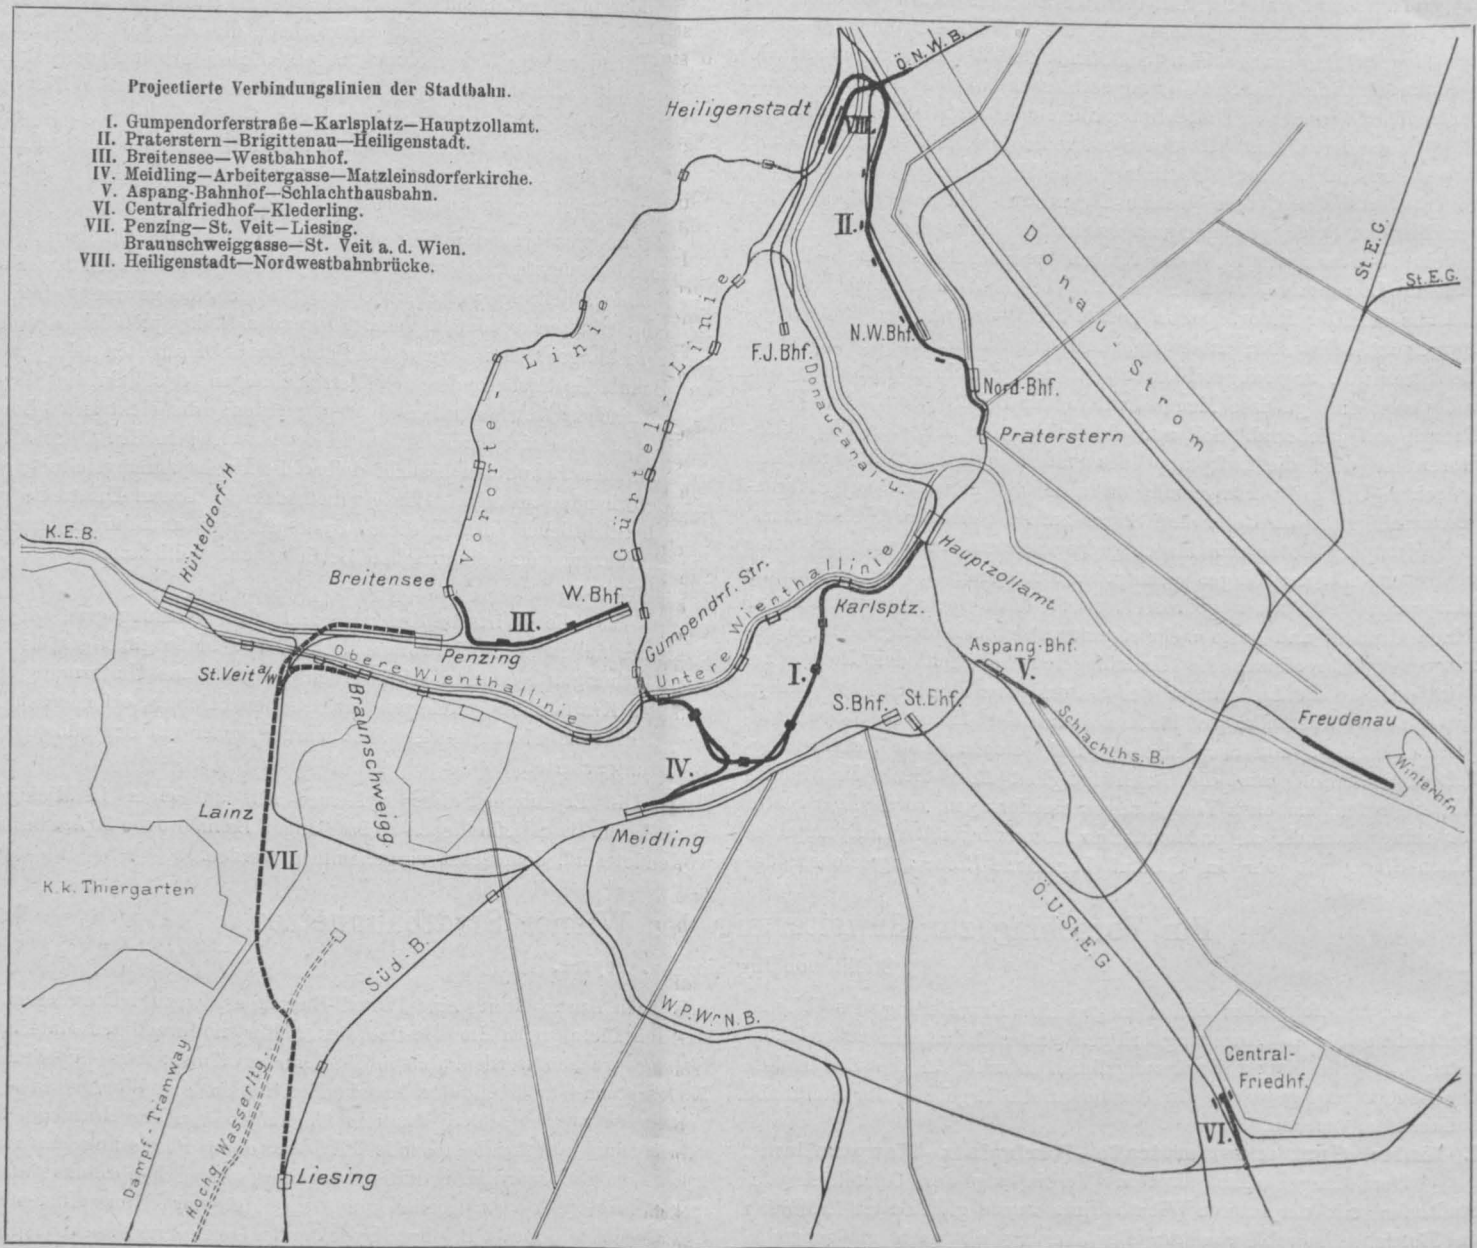 Projectierte Verbindungslinien der Stadtbahn.
I. Gumpendorferstraße—Karlsplatz—Hauptzollamt.
II. Praterstern—Brigittenau—Heiligenstadt.
III. Breitensee—Westbahnhof.
IV. Meidling—Arbeitergasse—Matzleinsdorferkirche.
V. Aspang-Bahnhof—Schlachthausbahn.
VI. Centralfriedhof—Klederling.
VII. Penzing—St. Veit—Liesing.
Braunschweiggasse—St. Veit a. d. Wien.
VIII. Heiligenstadt—Nordwestbahnbrücke.
Ö.N.W.B.
Heiligenstadt
VIII.
II.
Donau-Strom
St.E.G.
St.E.G.
Vororte-Linie
Gürtel-Linie
F.J.Bhf.
N.W.Bhf.
Nord-Bhf.
Praterstern
Donaucanal u.
K.E.B.
Hütteldorf-H
Breitensee
W.Bhf.
III.
Penzing
Gumpendrf. Str.
Untere Wienthallinie
Karlsptz.
Hauptzollamt
Obere Wienthallinie
St.Veit a/W
Braunschweigg.
I.
Aspang-Bhf.
V.
S.Bhf.
St.Bhf.
Schlachths.B.
Freudenau
Winterhfn
IV.
Meidling
Lainz
VII
K.k. Thiergarten
Süd-B.
W.P.Wr N.B.
Ö.U.St.E.G
Central-
Friedhf.
VI.
Dampf-Tramway
Hochq Wasserltg.
Liesing